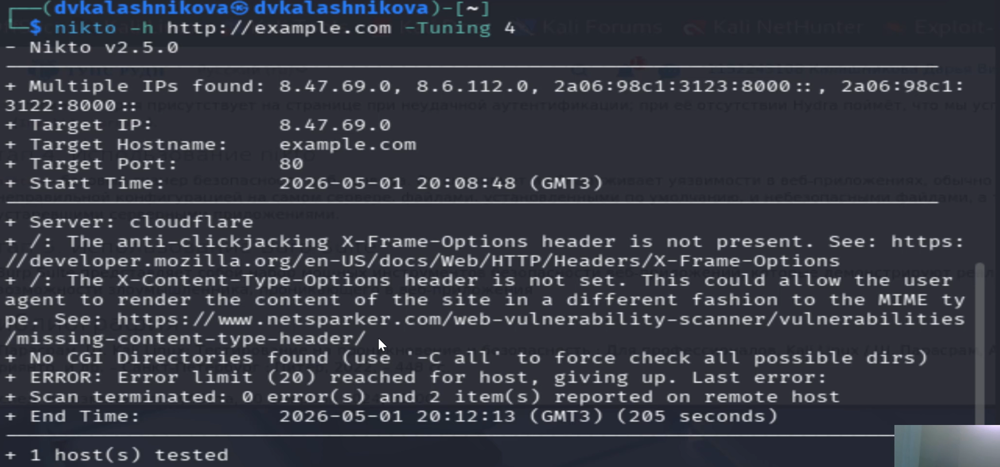 (dvkalashnikova㉿dvkalashnikova)-[~]
$ nikto -h http://example.com -Tuning 4
- Nikto v2.5.0
+ Multiple IPs found: 8.47.69.0, 8.6.112.0, 2a06:98c1:3123:8000::, 2a06:98c1:
3122:8000::
+ Target IP: 8.47.69.0
+ Target Hostname: example.com
+ Target Port: 80
+ Start Time: 2026-05-01 20:08:48 (GMT3)
+ Server: cloudflare
+ /: The anti-clickjacking X-Frame-Options header is not present. See: https:
//developer.mozilla.org/en-US/docs/Web/HTTP/Headers/X-Frame-Options
+ /: The X-Content-Type-Options header is not set. This could allow the user
agent to render the content of the site in a different fashion to the MIME ty
pe. See: https://www.netsparker.com/web-vulnerability-scanner/vulnerabilities
/missing-content-type-header/
+ No CGI Directories found (use '-C all' to force check all possible dirs)
+ ERROR: Error limit (20) reached for host, giving up. Last error:
+ Scan terminated: 0 error(s) and 2 item(s) reported on remote host
+ End Time: 2026-05-01 20:12:13 (GMT3) (205 seconds)
+ 1 host(s) tested
Kali Forums
Kali NetHunter
Exploit-